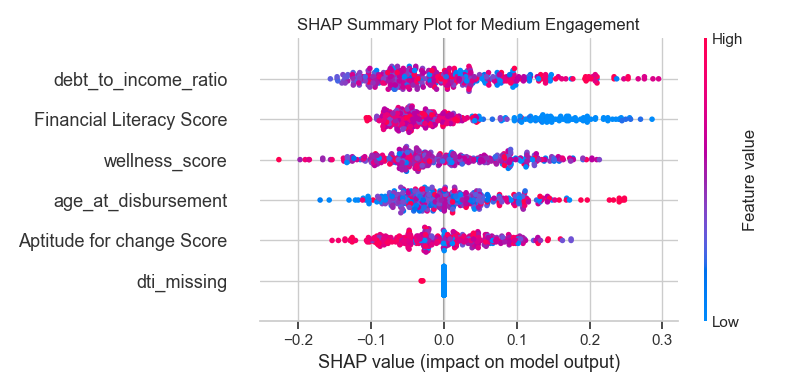 SHAP Summary Plot for Medium Engagement
High
debt_to_income_ratio
Financial Literacy Score
wellness_score
age_at_disbursement
Aptitude for change Score
dti_missing
Feature value
Low
−0.2 −0.1 0.0 0.1 0.2 0.3
SHAP value (impact on model output)